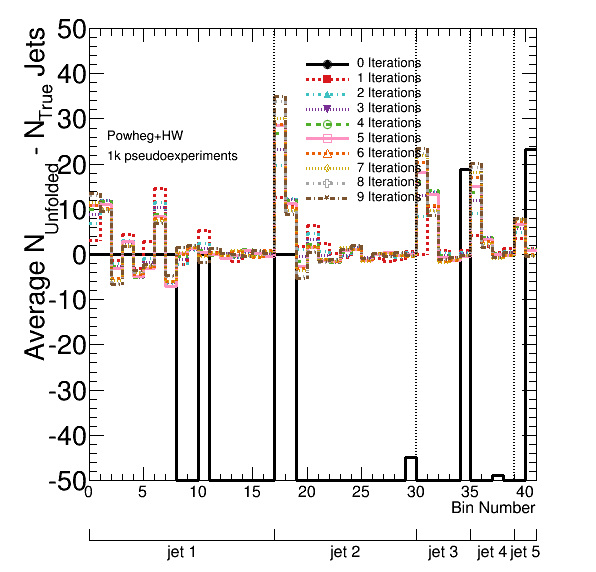 Average N_Unfolded - N_True Jets
50
40
30
20
10
0
-10
-20
-30
-40
-50
Powheg+HW
1k pseudoexperiments
0 Iterations
1 Iterations
2 Iterations
3 Iterations
4 Iterations
5 Iterations
6 Iterations
7 Iterations
8 Iterations
9 Iterations
0 5 10 15 20 25 30 35 40
Bin Number
jet 1 jet 2 jet 3 jet 4 jet 5